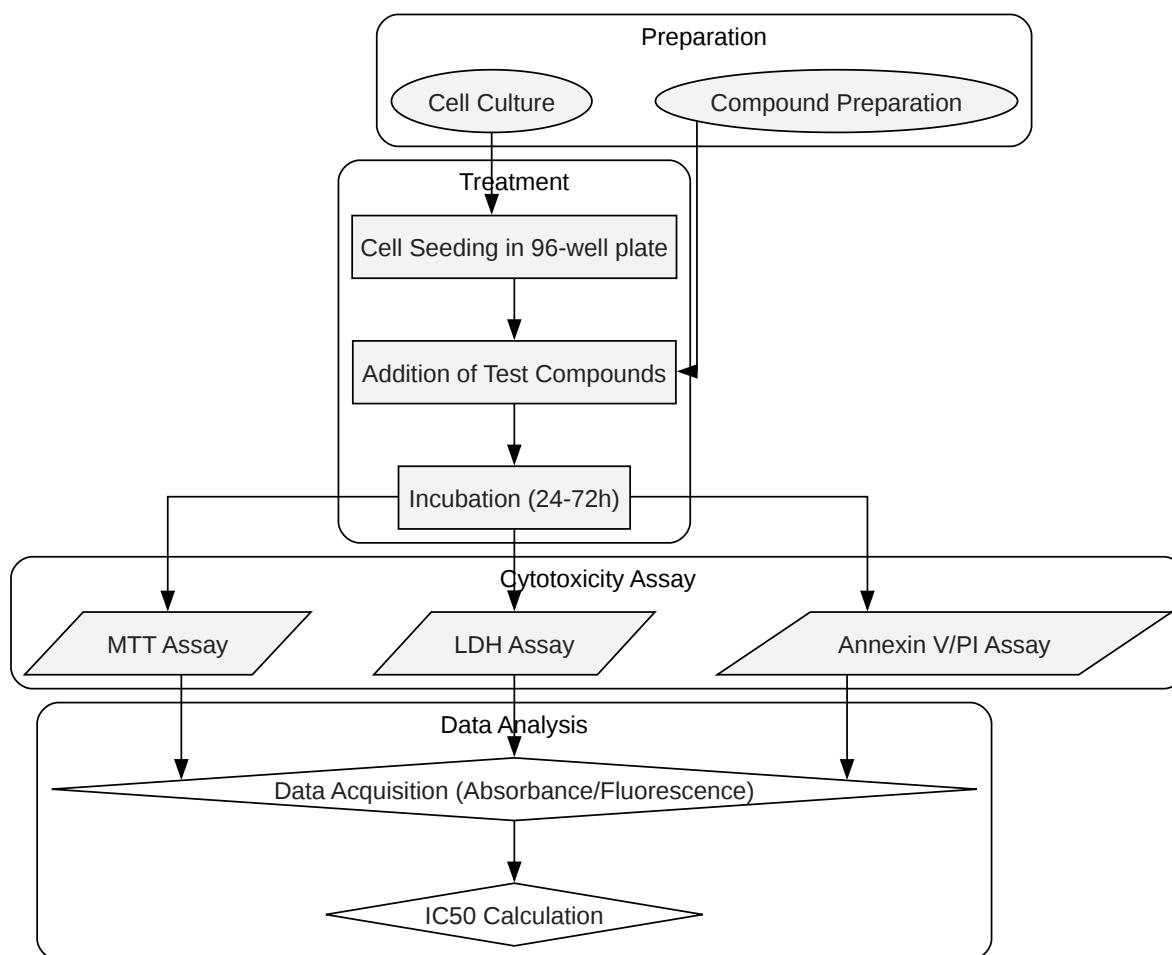 Preparation
Cell Culture
Compound Preparation
Treatment
Cell Seeding in 96-well plate
Addition of Test Compounds
Incubation (24-72h)
Cytotoxicity Assay
MTT Assay
LDH Assay
Annexin V/PI Assay
Data Analysis
Data Acquisition (Absorbance/Fluorescence)
IC50 Calculation